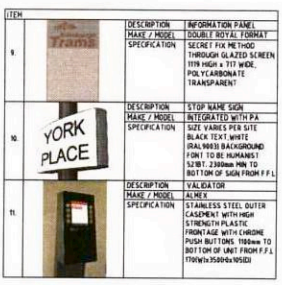 ITEM
9.
Trams
DESCRIPTION INFORMATION PANEL
MAKE / MODEL DOUBLE ROYAL FORMAT
SPECIFICATION SECRET FIX METHOD
THROUGH GLAZED SCREEN
1179 HIGH x 717 WIDE,
POLYCARBONATE
TRANSPARENT
10.
YORK
PLACE
DESCRIPTION STOP NAME SIGN
MAKE / MODEL INTEGRATED WITH PA
SPECIFICATION SIZE VARIES PER SITE
BLACK TEXT, WHITE
(RAL9003) BACKGROUND
FONT TO BE HUMANIST
521BT. 2300mm MIN TO
BOTTOM OF SIGN FROM F.F.L
11.
DESCRIPTION VALIDATOR
MAKE / MODEL ALMEX
SPECIFICATION STAINLESS STEEL OUTER
CASEMENT WITH HIGH
STRENGTH PLASTIC
FRONTAGE WITH CHROME
PUSH BUTTONS. 1100mm TO
BOTTOM OF UNIT FROM F.F.L
170(W)x350(H)x105(D)